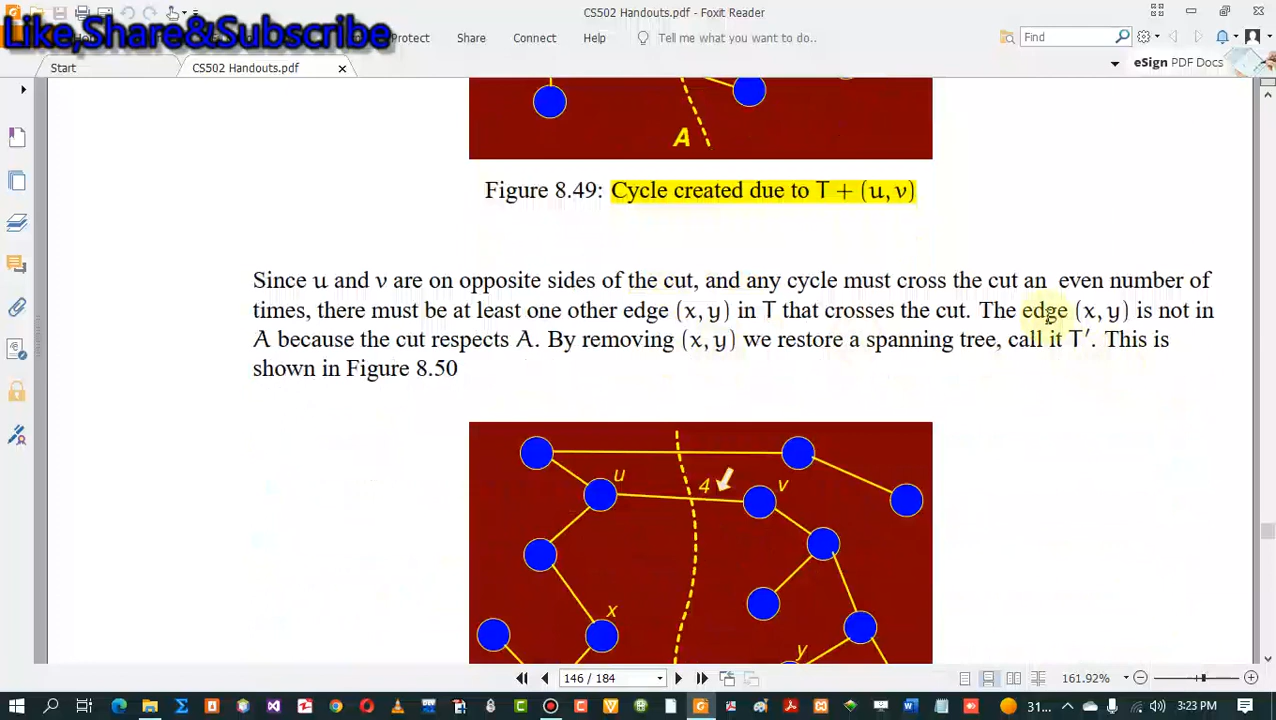 CS502 Handouts.pdf - Foxit Reader
Like,Share&Subscribe
Protect Share Connect Help Tell me what you want to do.. Find
Start CS502 Handouts.pdf eSign PDF Docs
A
Figure 8.49: Cycle created due to T + (u, v)
Since u and v are on opposite sides of the cut, and any cycle must cross the cut an even number of
times, there must be at least one other edge (x, y) in T that crosses the cut. The edge (x, y) is not in
A because the cut respects A. By removing (x, y) we restore a spanning tree, call it T′. This is
shown in Figure 8.50
u 4 v
x
y
146 / 184 161.92%
31... 3:23 PM